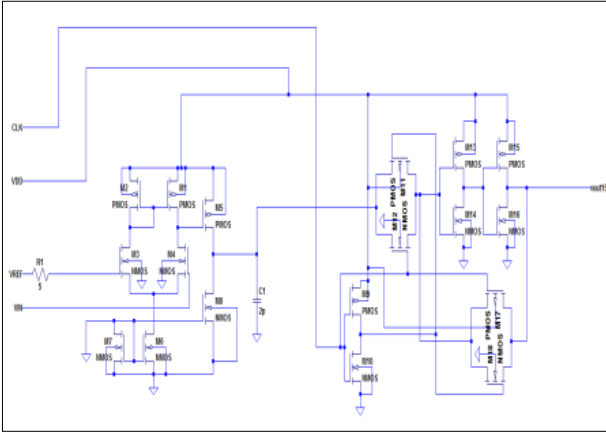 CLK
VDD
VREF
VIN
R1
5
M2
PMOS
M1
PMOS
M5
PMOS
M3
NMOS
M4
NMOS
M8
NMOS
M7
NMOS
M6
NMOS
C1
2p
M12 PMOS
NMOS M11
M9
PMOS
M10
NMOS
M13
PMOS
M15
PMOS
M14
NMOS
M16
NMOS
M18 PMOS
NMOS M17